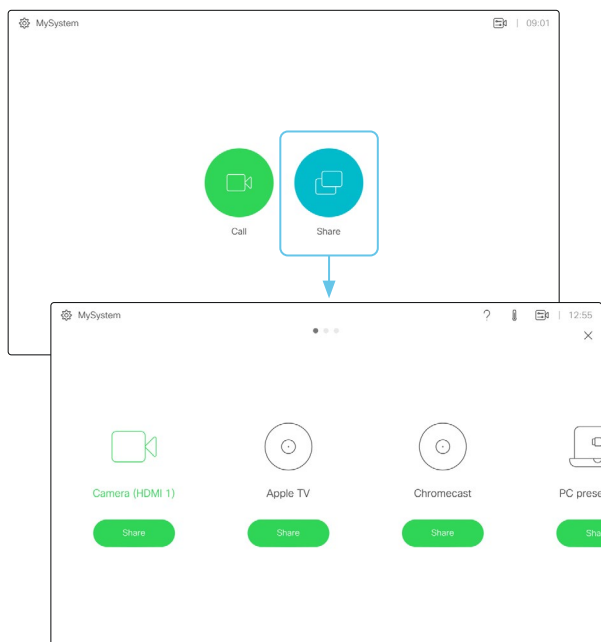 MySystem
09:01
Call
Share
MySystem
?
12:55
Camera (HDMI 1)
Apple TV
Chromecast
PC prese
Share
Share
Share
Sha